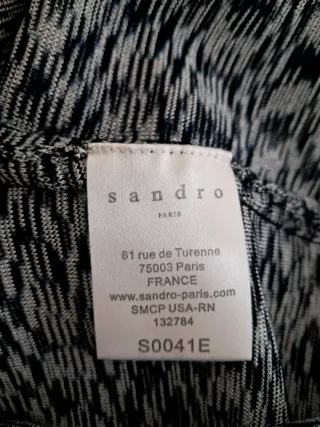 sandro
PARIS
61 rue de Turenne
75003 Paris
FRANCE
www.sandro-paris.com
SMCP USA-RN
132784
S0041E